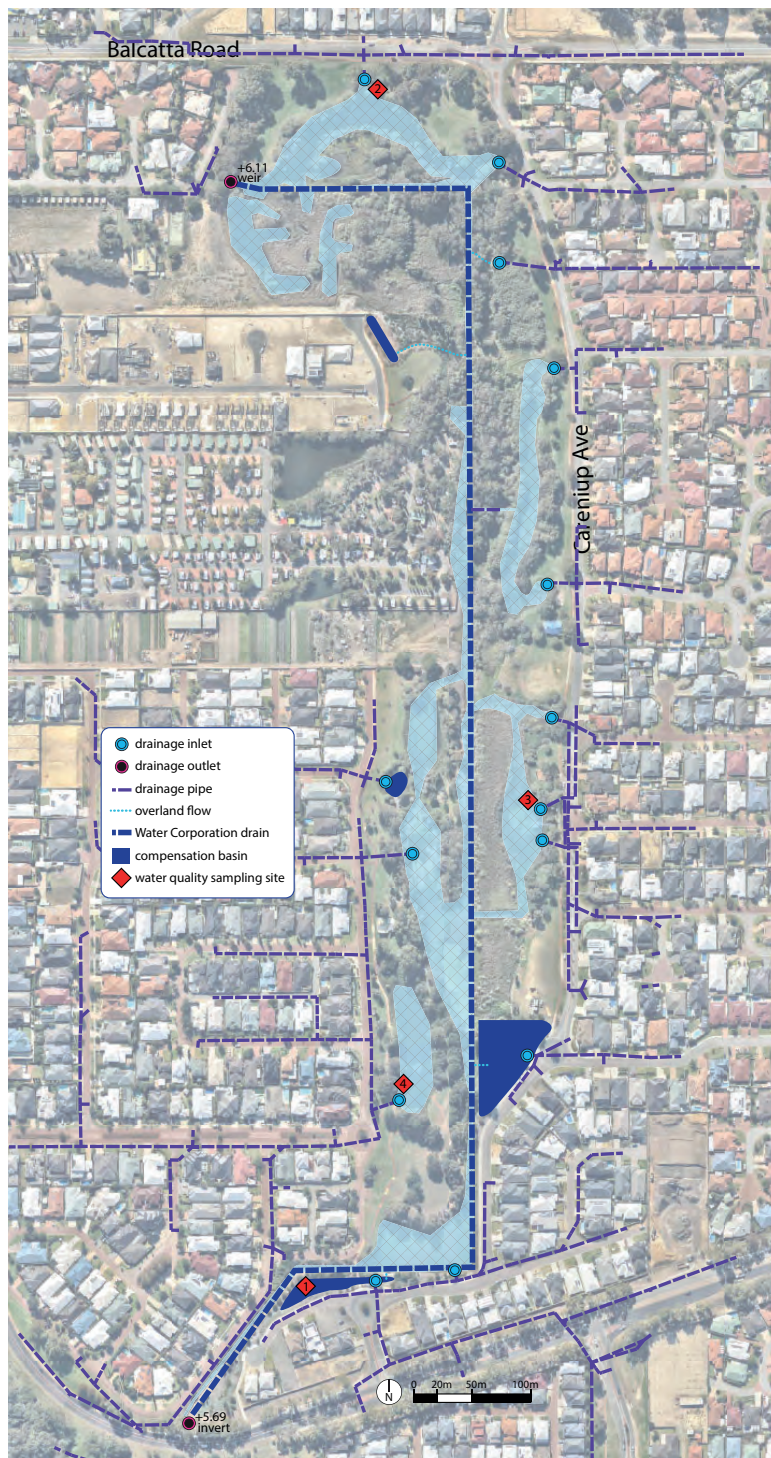 Balcatta Road
2
+6.11
weir
Careniup Ave
drainage inlet
drainage outlet
drainage pipe
overland flow
Water Corporation drain
compensation basin
water quality sampling site
3
4
1
N
0 20m 50m 100m
+5.69
invert